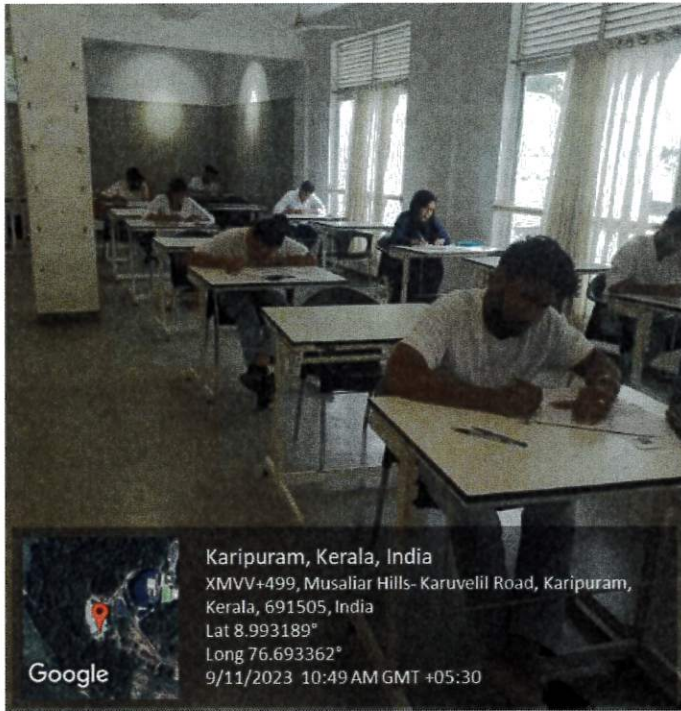 Karipuram, Kerala, India
XMVV+499, Musaliar Hills- Karuvelil Road, Karipuram,
Kerala, 691505, India
Lat 8.993189°
Long 76.693362°
9/11/2023 10:49 AM GMT +05:30
Google